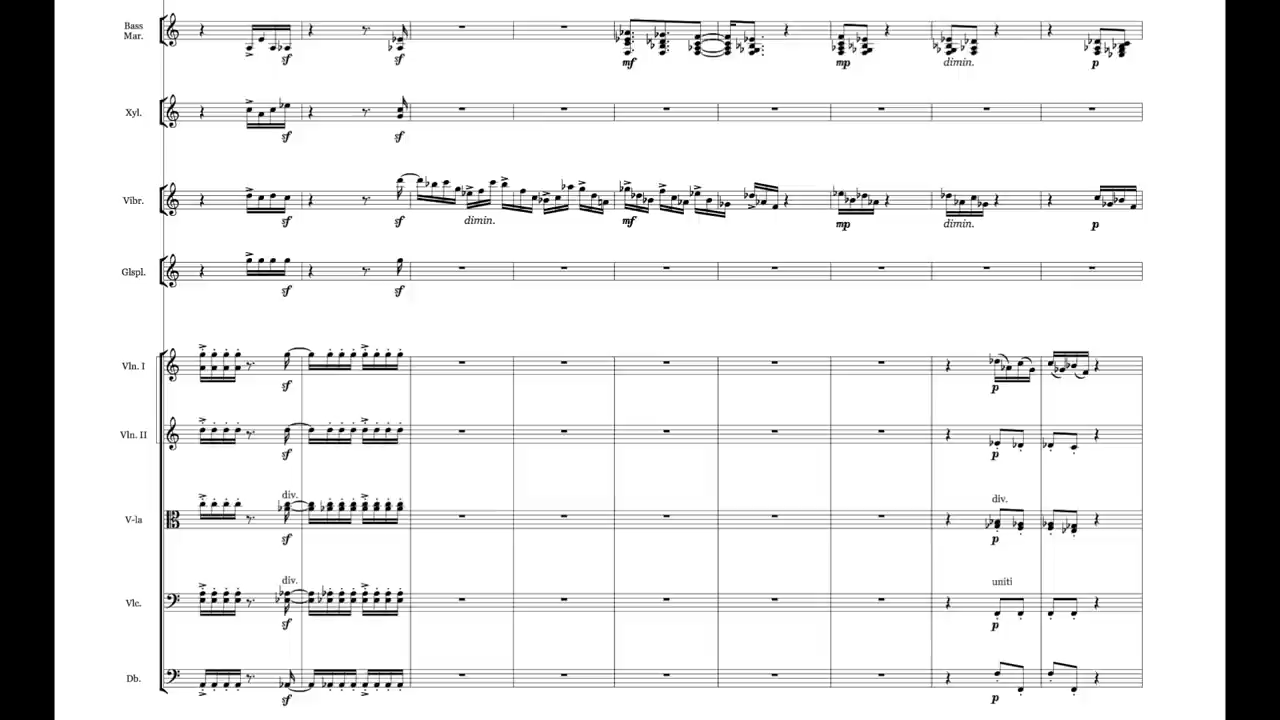 Bass
Mar.
sf sf mf mp dimin. p
Xyl.
sf sf
Vibr.
sf sf dimin. mf mp dimin. p
Glspl.
sf sf
Vln. I
sf p
Vln. II
sf p
div. div.
V-la
sf p
div. uniti
Vlc.
sf p
Db.
sf p